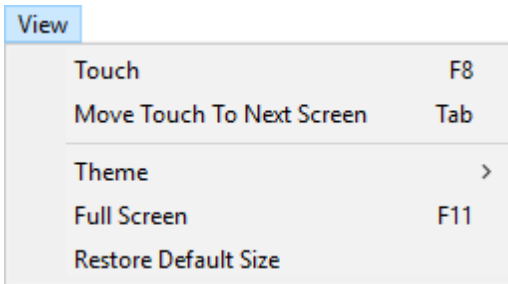 View
Touch F8
Move Touch To Next Screen Tab
Theme >
Full Screen F11
Restore Default Size